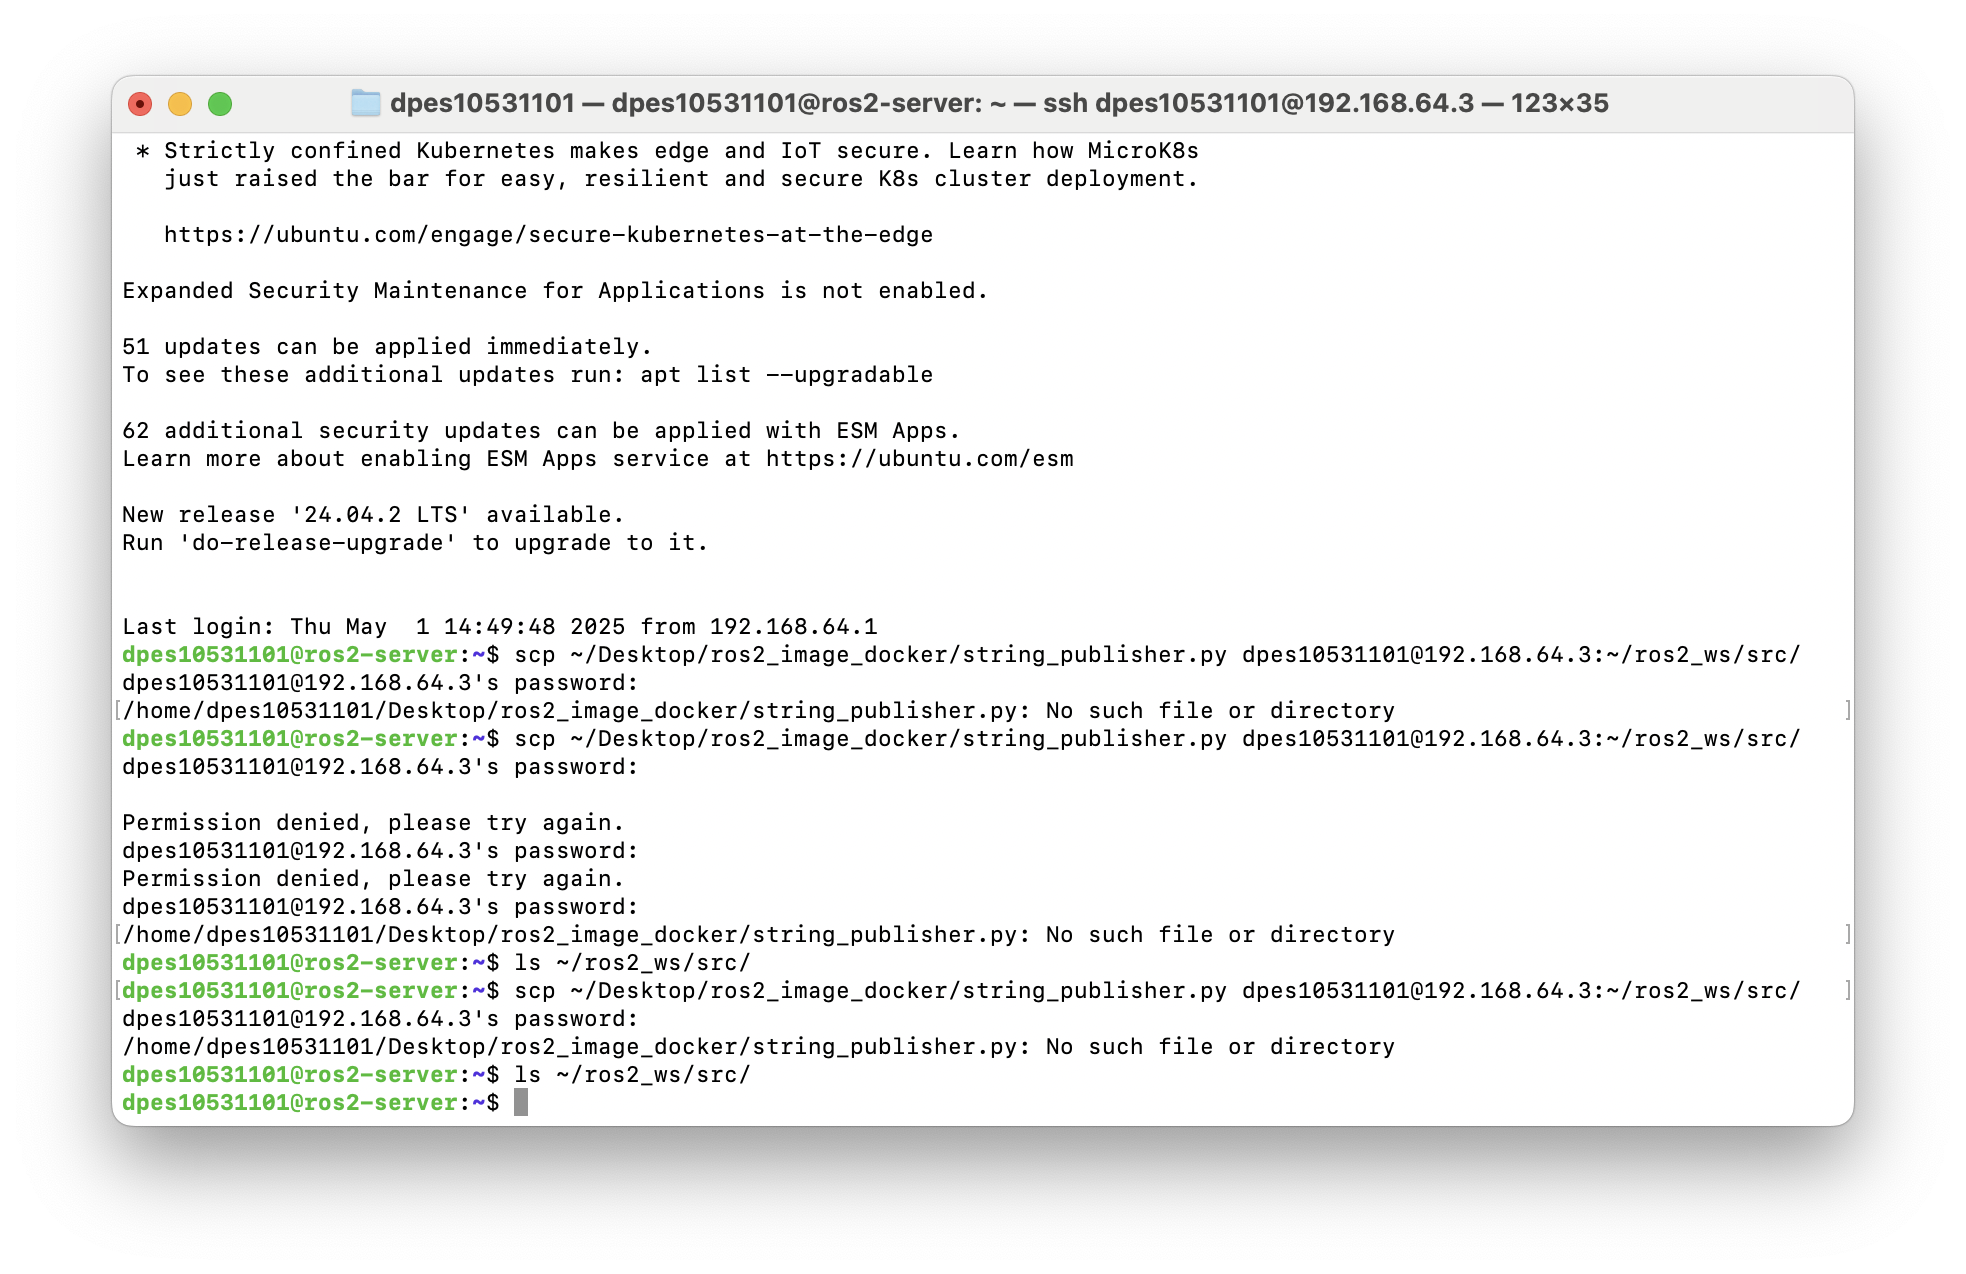 dpes10531101 — dpes10531101@ros2-server: ~ — ssh dpes10531101@192.168.64.3 — 123×35
* Strictly confined Kubernetes makes edge and IoT secure. Learn how MicroK8s
just raised the bar for easy, resilient and secure K8s cluster deployment.
https://ubuntu.com/engage/secure-kubernetes-at-the-edge
Expanded Security Maintenance for Applications is not enabled.
51 updates can be applied immediately.
To see these additional updates run: apt list --upgradable
62 additional security updates can be applied with ESM Apps.
Learn more about enabling ESM Apps service at https://ubuntu.com/esm
New release '24.04.2 LTS' available.
Run 'do-release-upgrade' to upgrade to it.
Last login: Thu May  1 14:49:48 2025 from 192.168.64.1
dpes10531101@ros2-server:~$ scp ~/Desktop/ros2_image_docker/string_publisher.py dpes10531101@192.168.64.3:~/ros2_ws/src/
dpes10531101@192.168.64.3's password:
[/home/dpes10531101/Desktop/ros2_image_docker/string_publisher.py: No such file or directory ]
dpes10531101@ros2-server:~$ scp ~/Desktop/ros2_image_docker/string_publisher.py dpes10531101@192.168.64.3:~/ros2_ws/src/
dpes10531101@192.168.64.3's password:
Permission denied, please try again.
dpes10531101@192.168.64.3's password:
Permission denied, please try again.
dpes10531101@192.168.64.3's password:
[/home/dpes10531101/Desktop/ros2_image_docker/string_publisher.py: No such file or directory ]
dpes10531101@ros2-server:~$ ls ~/ros2_ws/src/
[dpes10531101@ros2-server:~$ scp ~/Desktop/ros2_image_docker/string_publisher.py dpes10531101@192.168.64.3:~/ros2_ws/src/ ]
dpes10531101@192.168.64.3's password:
/home/dpes10531101/Desktop/ros2_image_docker/string_publisher.py: No such file or directory
dpes10531101@ros2-server:~$ ls ~/ros2_ws/src/
dpes10531101@ros2-server:~$